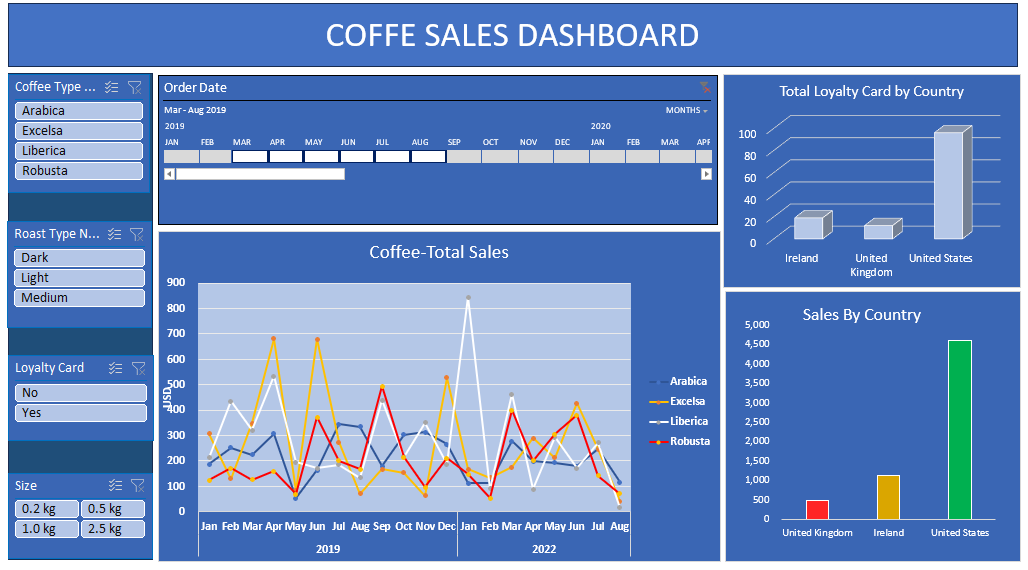 COFFE SALES DASHBOARD
Coffee Type ...
Arabica
Excelsa
Liberica
Robusta
Roast Type N...
Dark
Light
Medium
Loyalty Card
No
Yes
Size
0.2 kg 0.5 kg
1.0 kg 2.5 kg
Order Date
Mar - Aug 2019 MONTHS
2019 2020
JAN FEB MAR APR MAY JUN JUL AUG SEP OCT NOV DEC JAN FEB MAR APR
Coffee-Total Sales
900
800
700
600
500
400
300
200
100
0
USD
Jan Feb Mar Apr May Jun Jul Aug Sep Oct Nov Dec Jan Feb Mar Apr May Jun Jul Aug
2019 2022
Arabica
Excelsa
Liberica
Robusta
Total Loyalty Card by Country
100
80
60
40
20
0
Ireland United Kingdom United States
Sales By Country
5,000
4,500
4,000
3,500
3,000
2,500
2,000
1,500
1,000
500
0
United Kingdom Ireland United States